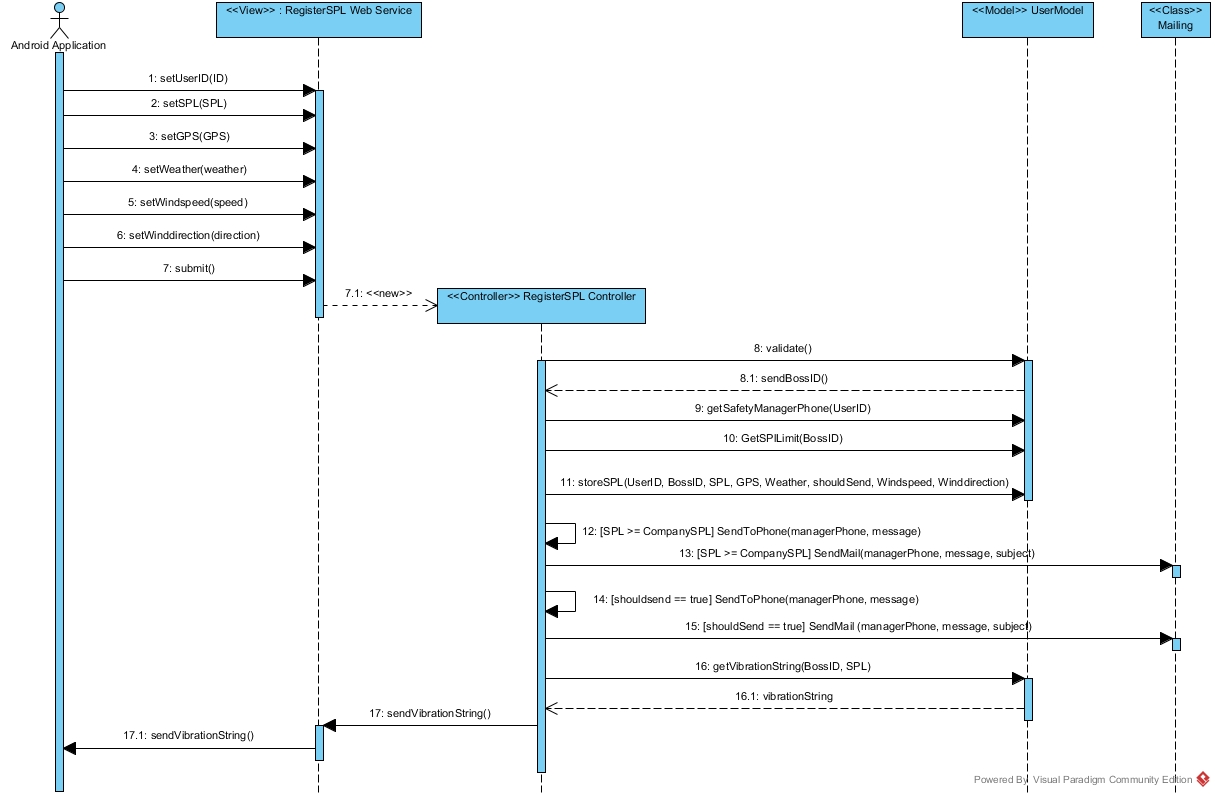 <<View>> : RegisterSPL Web Service
<<Model>> UserModel
<<Class>>
Mailing
Android Application
1: setUserID(ID)
2: setSPL(SPL)
3: setGPS(GPS)
4: setWeather(weather)
5: setWindspeed(speed)
6: setWinddirection(direction)
7: submit()
7.1: <<new>>
<<Controller>> RegisterSPL Controller
8: validate()
8.1: sendBossID()
9: getSafetyManagerPhone(UserID)
10: GetSPlLimit(BossID)
11: storeSPL(UserID, BossID, SPL, GPS, Weather, shouldSend, Windspeed, Winddirection)
12: [SPL >= CompanySPL] SendToPhone(managerPhone, message)
13: [SPL >= CompanySPL] SendMail(managerPhone, message, subject)
14: [shouldsend == true] SendToPhone(managerPhone, message)
15: [shouldSend == true] SendMail (managerPhone, message, subject)
16: getVibrationString(BossID, SPL)
16.1: vibrationString
17: sendVibrationString()
17.1: sendVibrationString()
Powered By Visual Paradigm Community Edition